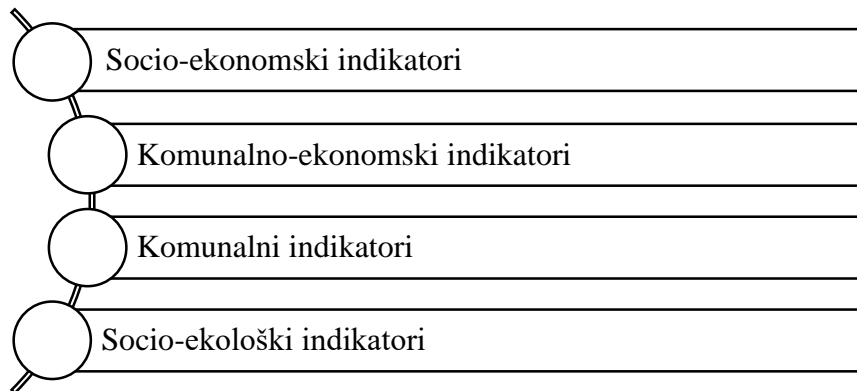 Socio-ekonomski indikatori
Komunalno-ekonomski indikatori
Komunalni indikatori
Socio-ekološki indikatori